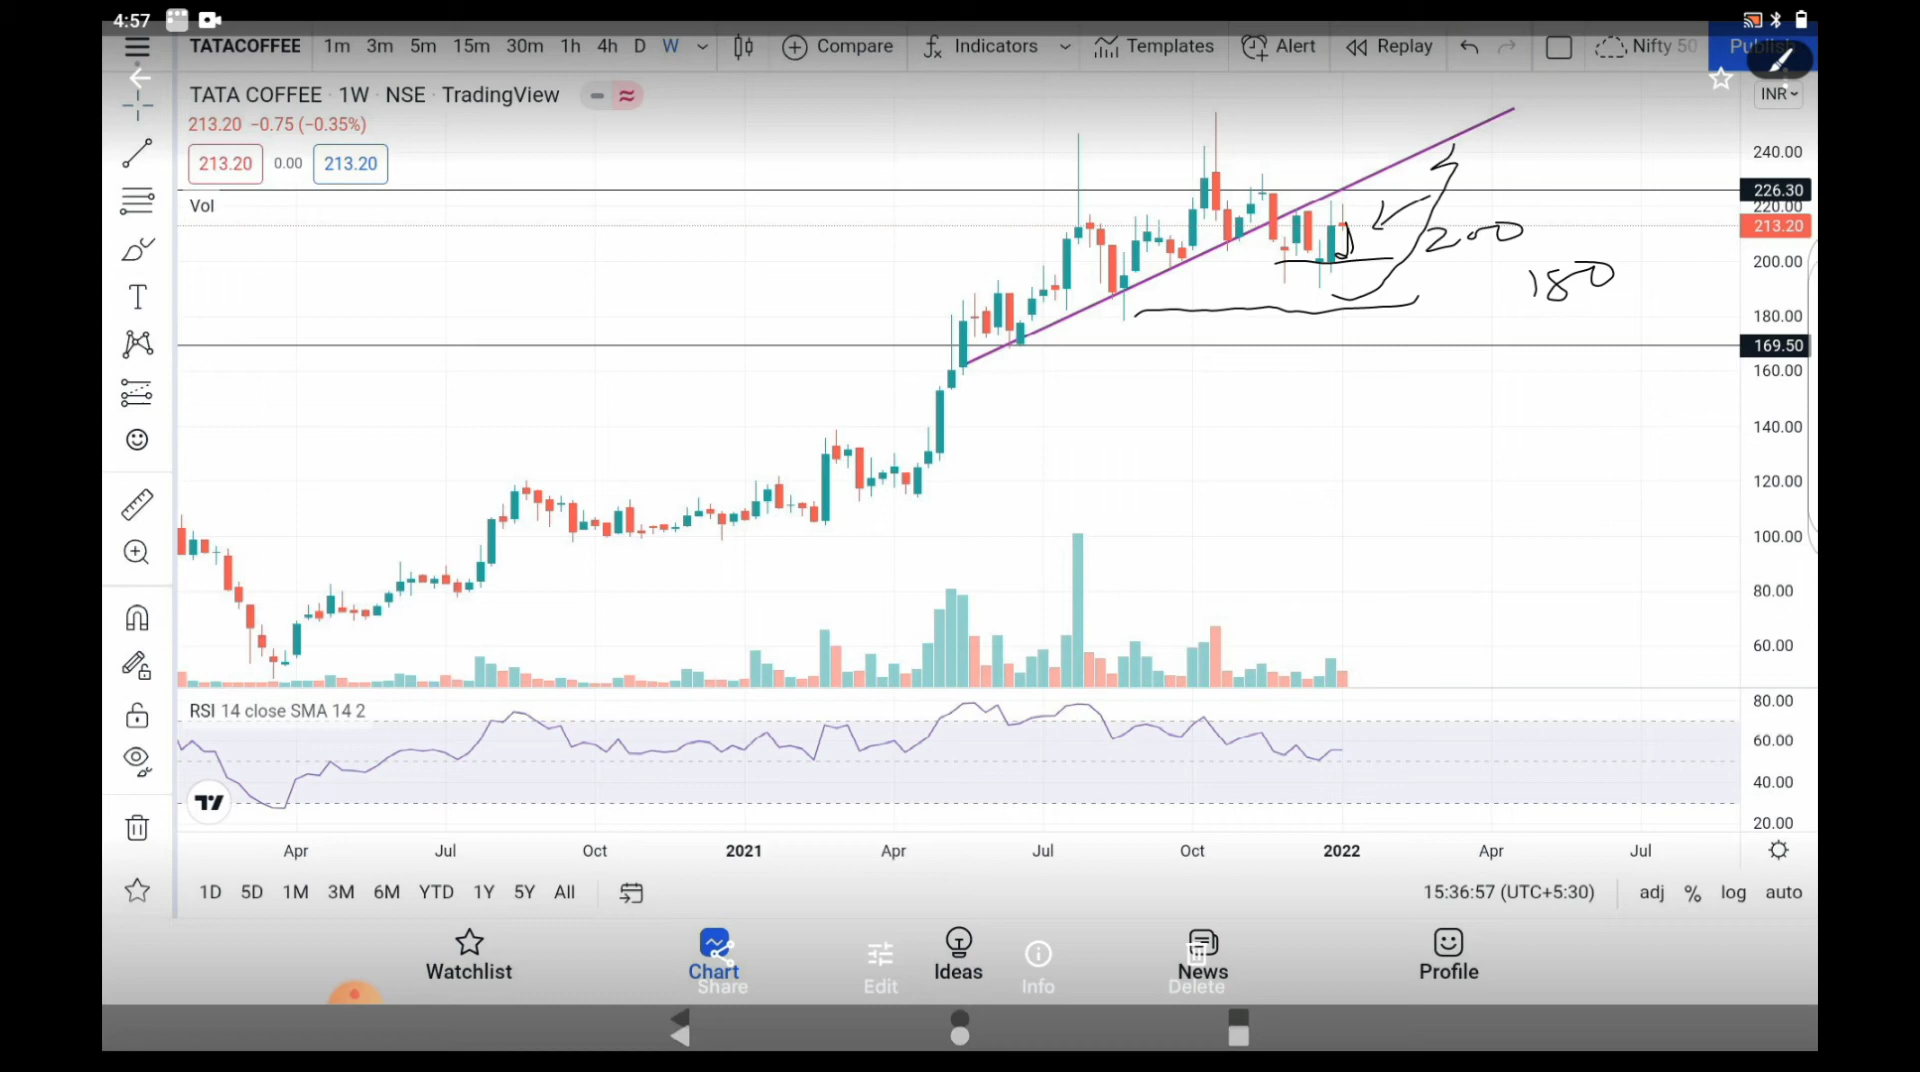 4:57
TATACOFFEE 1m 3m 5m 15m 30m 1h 4h D W Compare Indicators Templates Alert Replay Nifty 50 Publish
TATA COFFEE · 1W · NSE · TradingView
INR
213.20 −0.75 (−0.35%)
213.20 0.00 213.20
Vol
240.00
226.30
220.00
213.20
200.00
180.00
169.50
160.00
140.00
120.00
100.00
80.00
60.00
200
180
RSI 14 close SMA 14 2
80.00
60.00
40.00
20.00
Apr Jul Oct 2021 Apr Jul Oct 2022 Apr Jul
1D 5D 1M 3M 6M YTD 1Y 5Y All 15:36:57 (UTC+5:30) adj % log auto
Watchlist Chart Ideas News Profile
Share Edit Info Delete